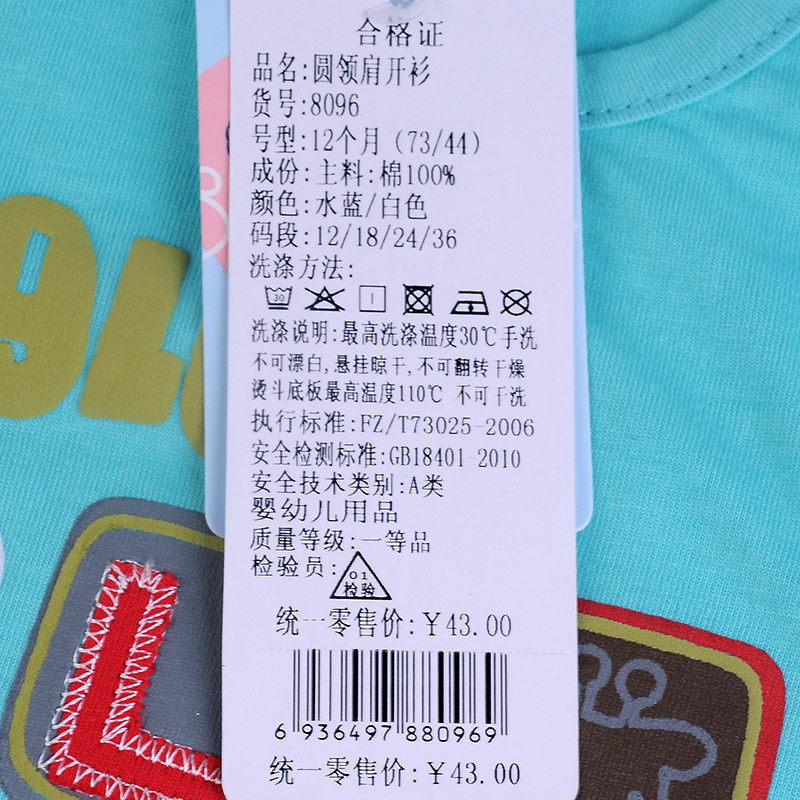 合格证
品名:圆领肩开衫
货号:8096
号型:12个月(73/44)
成份:主料:棉100%
颜色:水蓝/白色
码段:12/18/24/36
洗涤方法:
30
洗涤说明:最高洗涤温度30℃手洗
不可漂白,悬挂晾干,不可翻转干燥
烫斗底板最高温度110℃ 不可干洗
执行标准:FZ/T73025-2006
安全检测标准:GB18401-2010
安全技术类别:A类
婴幼儿用品
质量等级:一等品
检验员:
01
检验
统一零售价:¥43.00
6 936497 880969
统一零售价:¥43.00
L